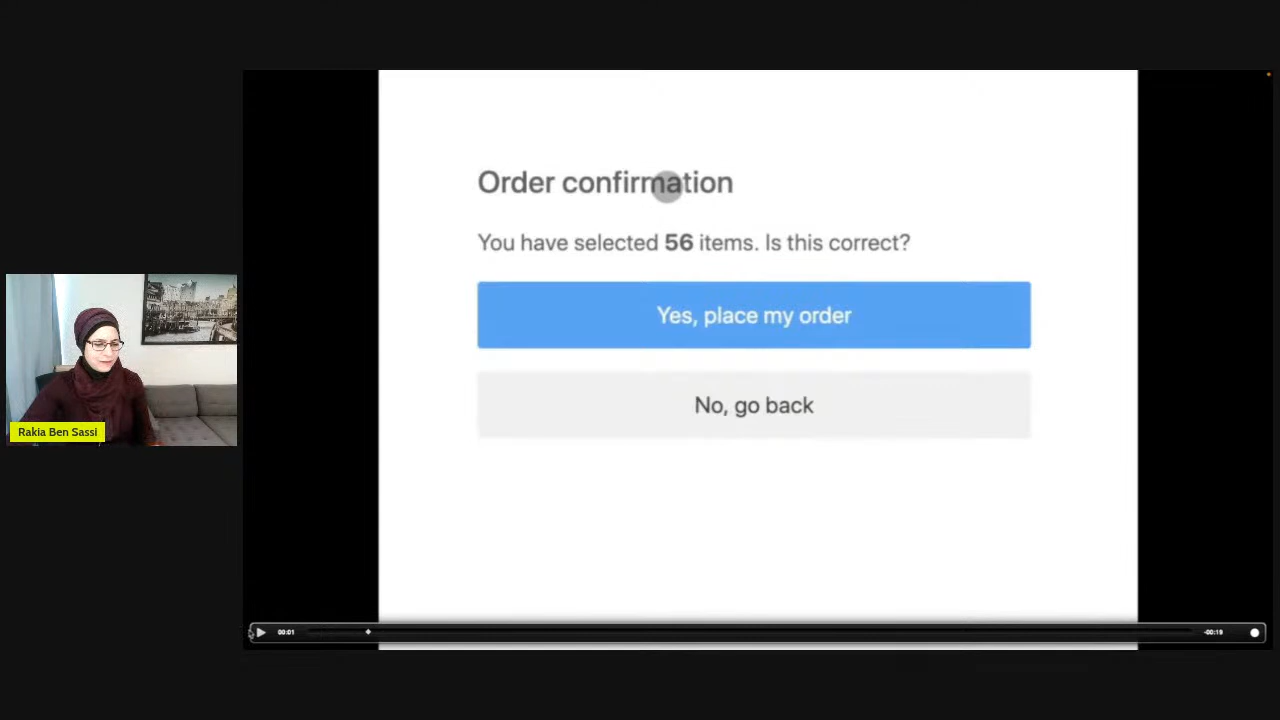 Order confirmation
You have selected 56 items. Is this correct?
Yes, place my order
No, go back
Rakia Ben Sassi
00:01
-00:19